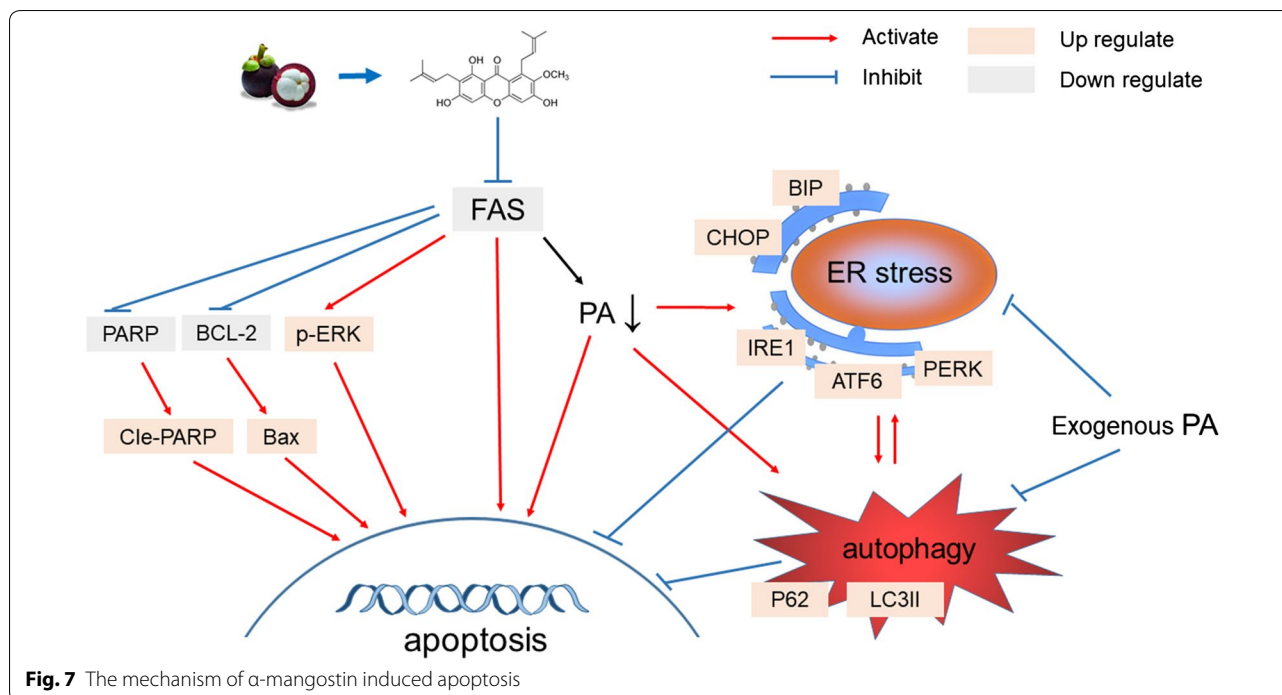 Activate
Up regulate
Inhibit
Down regulate
OH
O
OCH₃
HO
O
OH
FAS
BIP
CHOP
ER stress
PA ↓
PARP
BCL-2
p-ERK
IRE1
ATF6
PERK
Cle-PARP
Bax
Exogenous PA
autophagy
P62
LC3II
apoptosis
Fig. 7 The mechanism of α-mangostin induced apoptosis